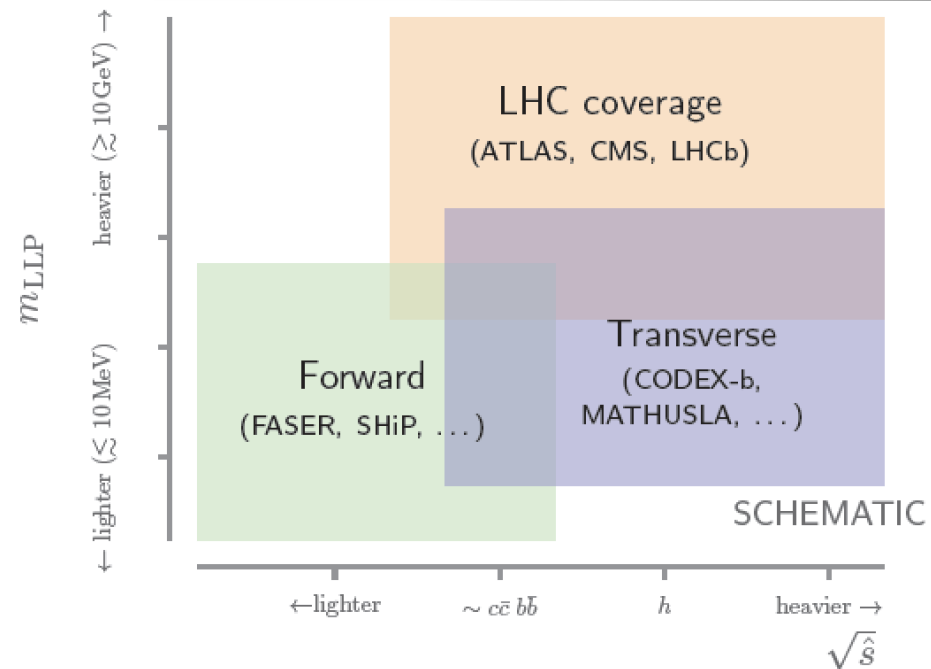 LHC coverage
(ATLAS, CMS, LHCb)
Transverse
(CODEX-b,
MATHUSLA, ...)
Forward
(FASER, SHiP, ...)
SCHEMATIC
m_LLP
heavier (≳ 10 GeV) →
← lighter (≲ 10 MeV)
←lighter
∼ cc̄ bb̄
h
heavier →
√ŝ